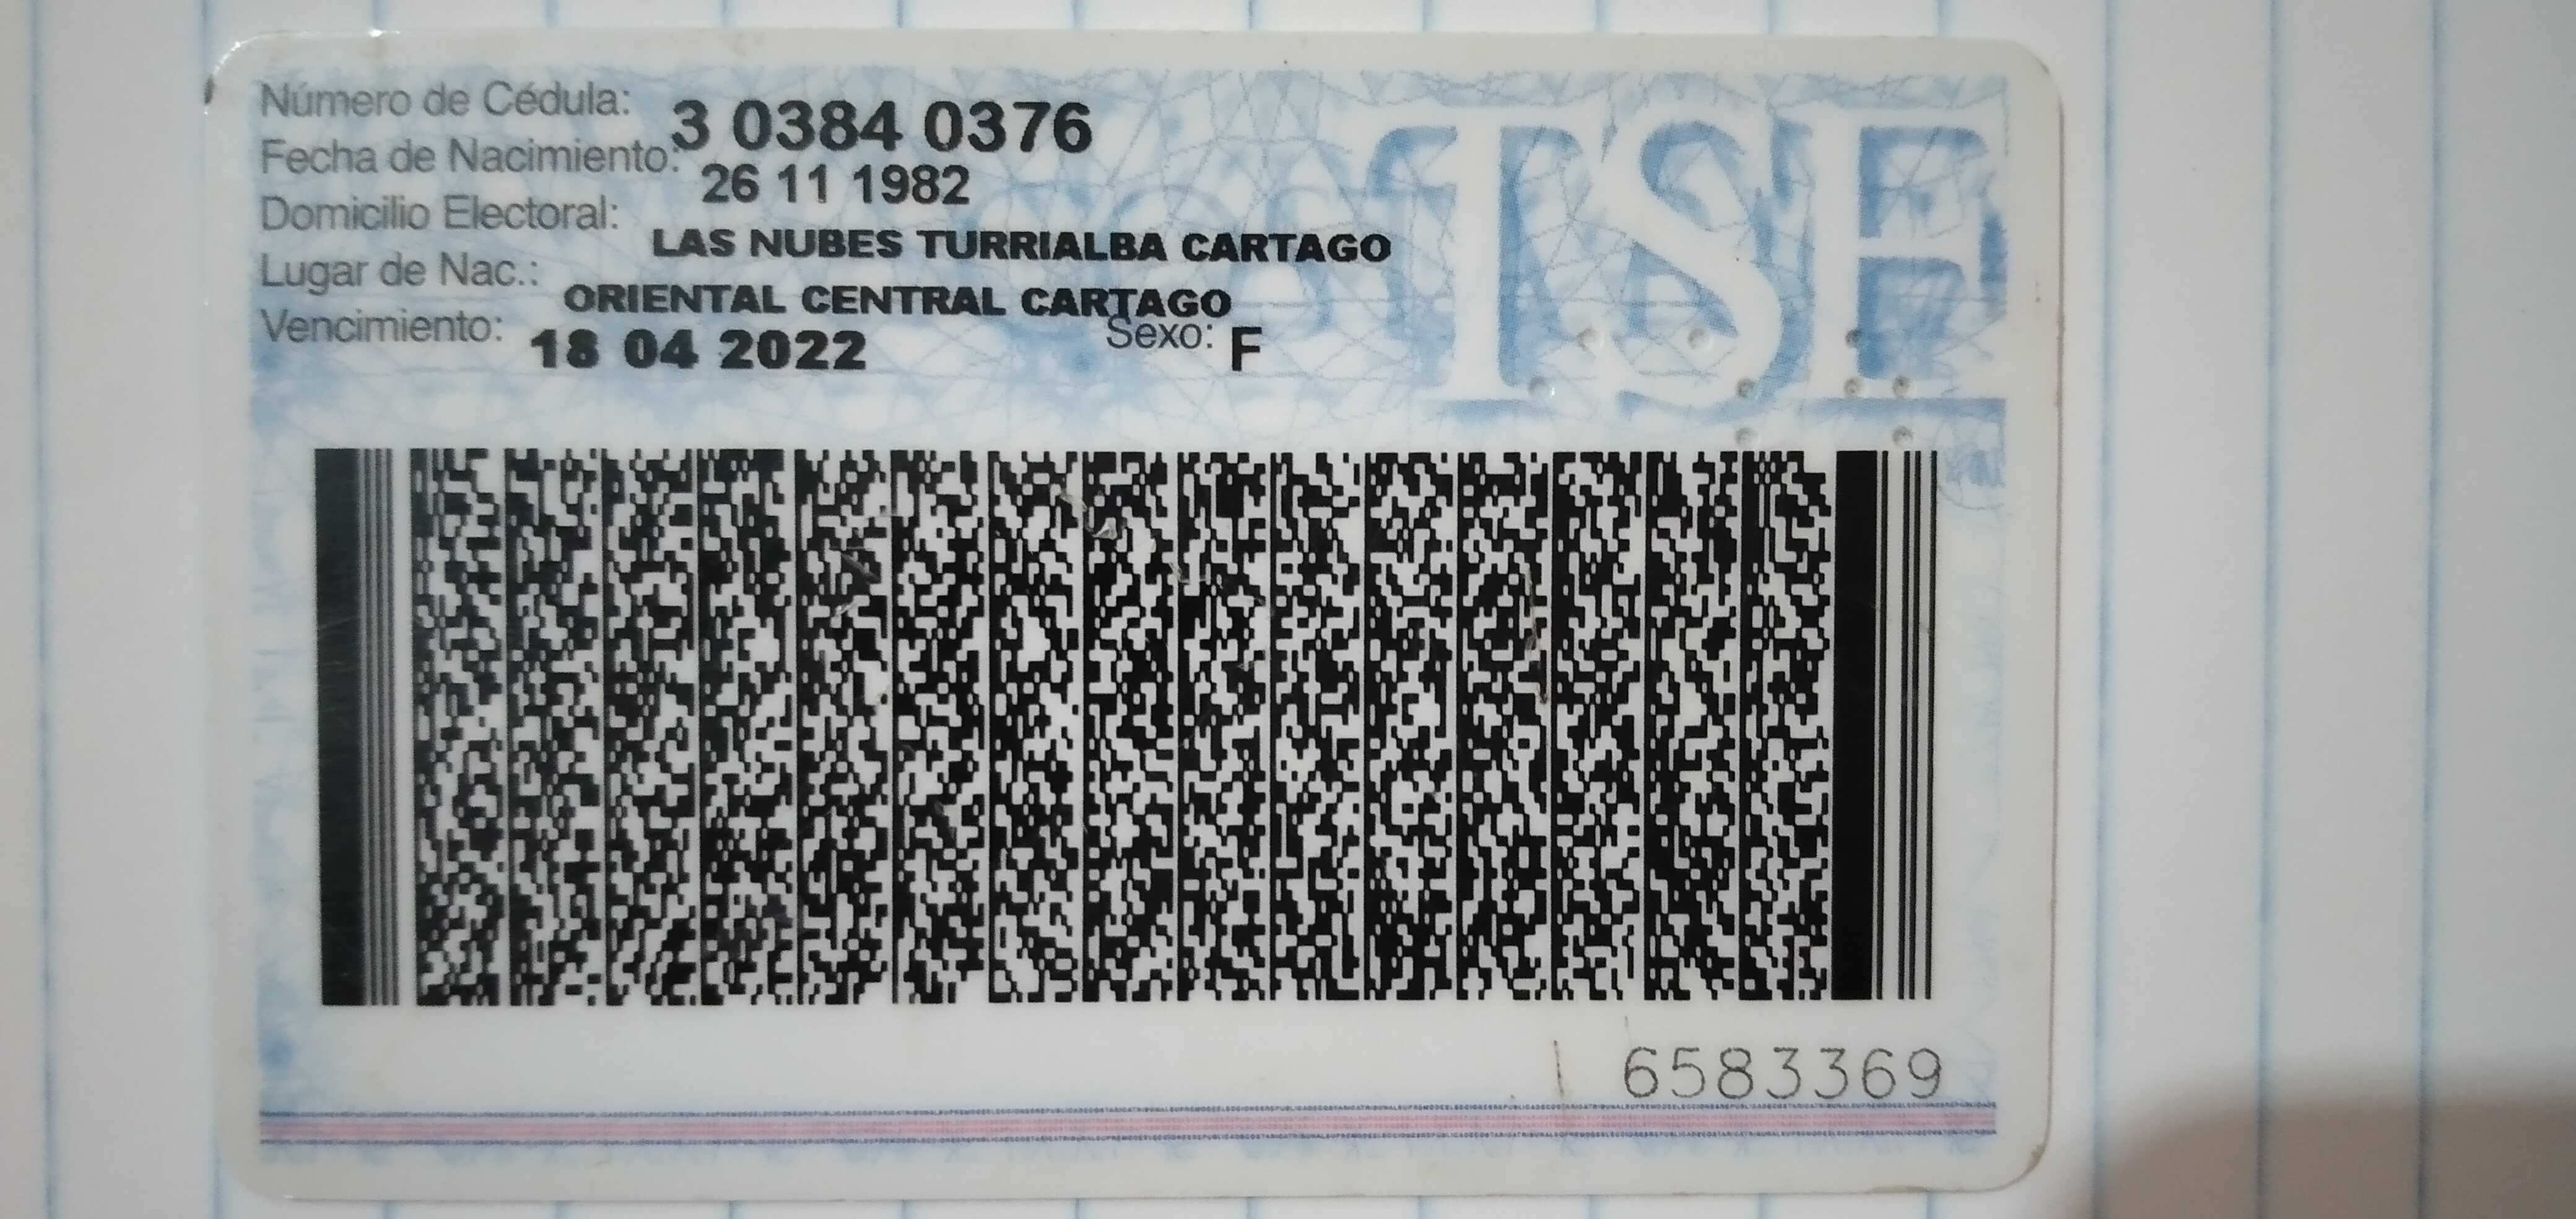 Número de Cédula: 3 0384 0376
Fecha de Nacimiento: 26 11 1982
Domicilio Electoral: LAS NUBES TURRIALBA CARTAGO
Lugar de Nac.: ORIENTAL CENTRAL CARTAGO
Vencimiento: 18 04 2022 Sexo: F
TSE
6583369